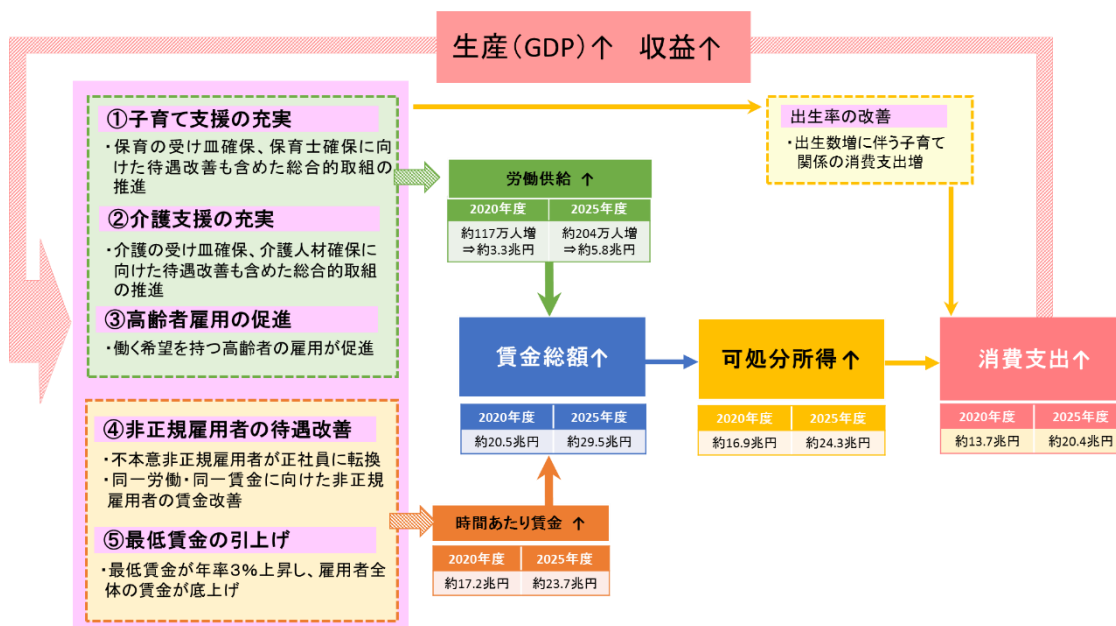 生産（GDP）↑　収益↑
①子育て支援の充実
・保育の受け皿確保、保育士確保に向
けた待遇改善も含めた総合的取組の
推進
②介護支援の充実
・介護の受け皿確保、介護人材確保に
向けた待遇改善も含めた総合的取組
の推進
③高齢者雇用の促進
・働く希望を持つ高齢者の雇用が促進
④非正規雇用者の待遇改善
・不本意非正規雇用者が正社員に転換
・同一労働・同一賃金に向けた非正規
雇用者の賃金改善
⑤最低賃金の引上げ
・最低賃金が年率３％上昇し、雇用者全
体の賃金が底上げ
労働供給 ↑
2020年度 2025年度
約117万人増 約204万人増
⇒約3.3兆円 ⇒約5.8兆円
出生率の改善
・出生数増に伴う子育て
関係の消費支出増
賃金総額↑
2020年度 2025年度
約20.5兆円 約29.5兆円
可処分所得↑
2020年度 2025年度
約16.9兆円 約24.3兆円
消費支出↑
2020年度 2025年度
約13.7兆円 約20.4兆円
時間あたり賃金 ↑
2020年度 2025年度
約17.2兆円 約23.7兆円